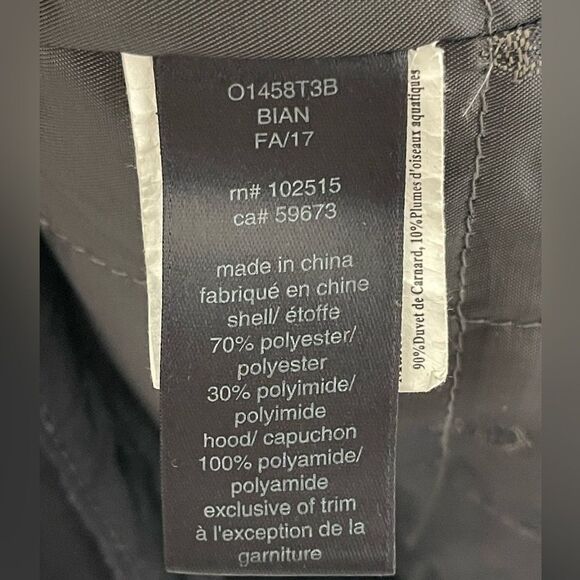 O1458T3B
BIAN
FA/17
rn# 102515
ca# 59673
made in china
fabriqué en chine
shell/ étoffe
70% polyester/
polyester
30% polyimide/
polyimide
hood/ capuchon
100% polyamide/
polyamide
exclusive of trim
à l'exception de la
garniture
90%Duvet de Carnard, 10%Plumes d'oiseaux aquatiques